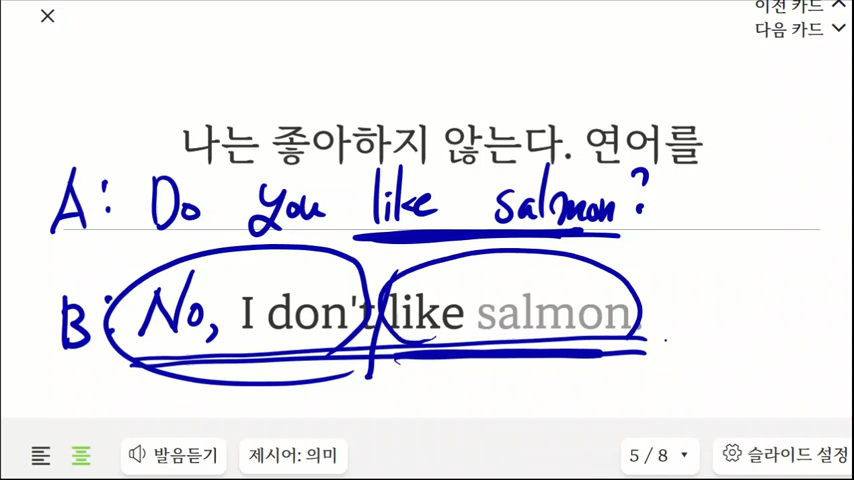 이전 카드
다음 카드
나는 좋아하지 않는다. 연어를
A: Do you like salmon?
B: No, I don't like salmon.
발음듣기
제시어: 의미
5 / 8
슬라이드 설정